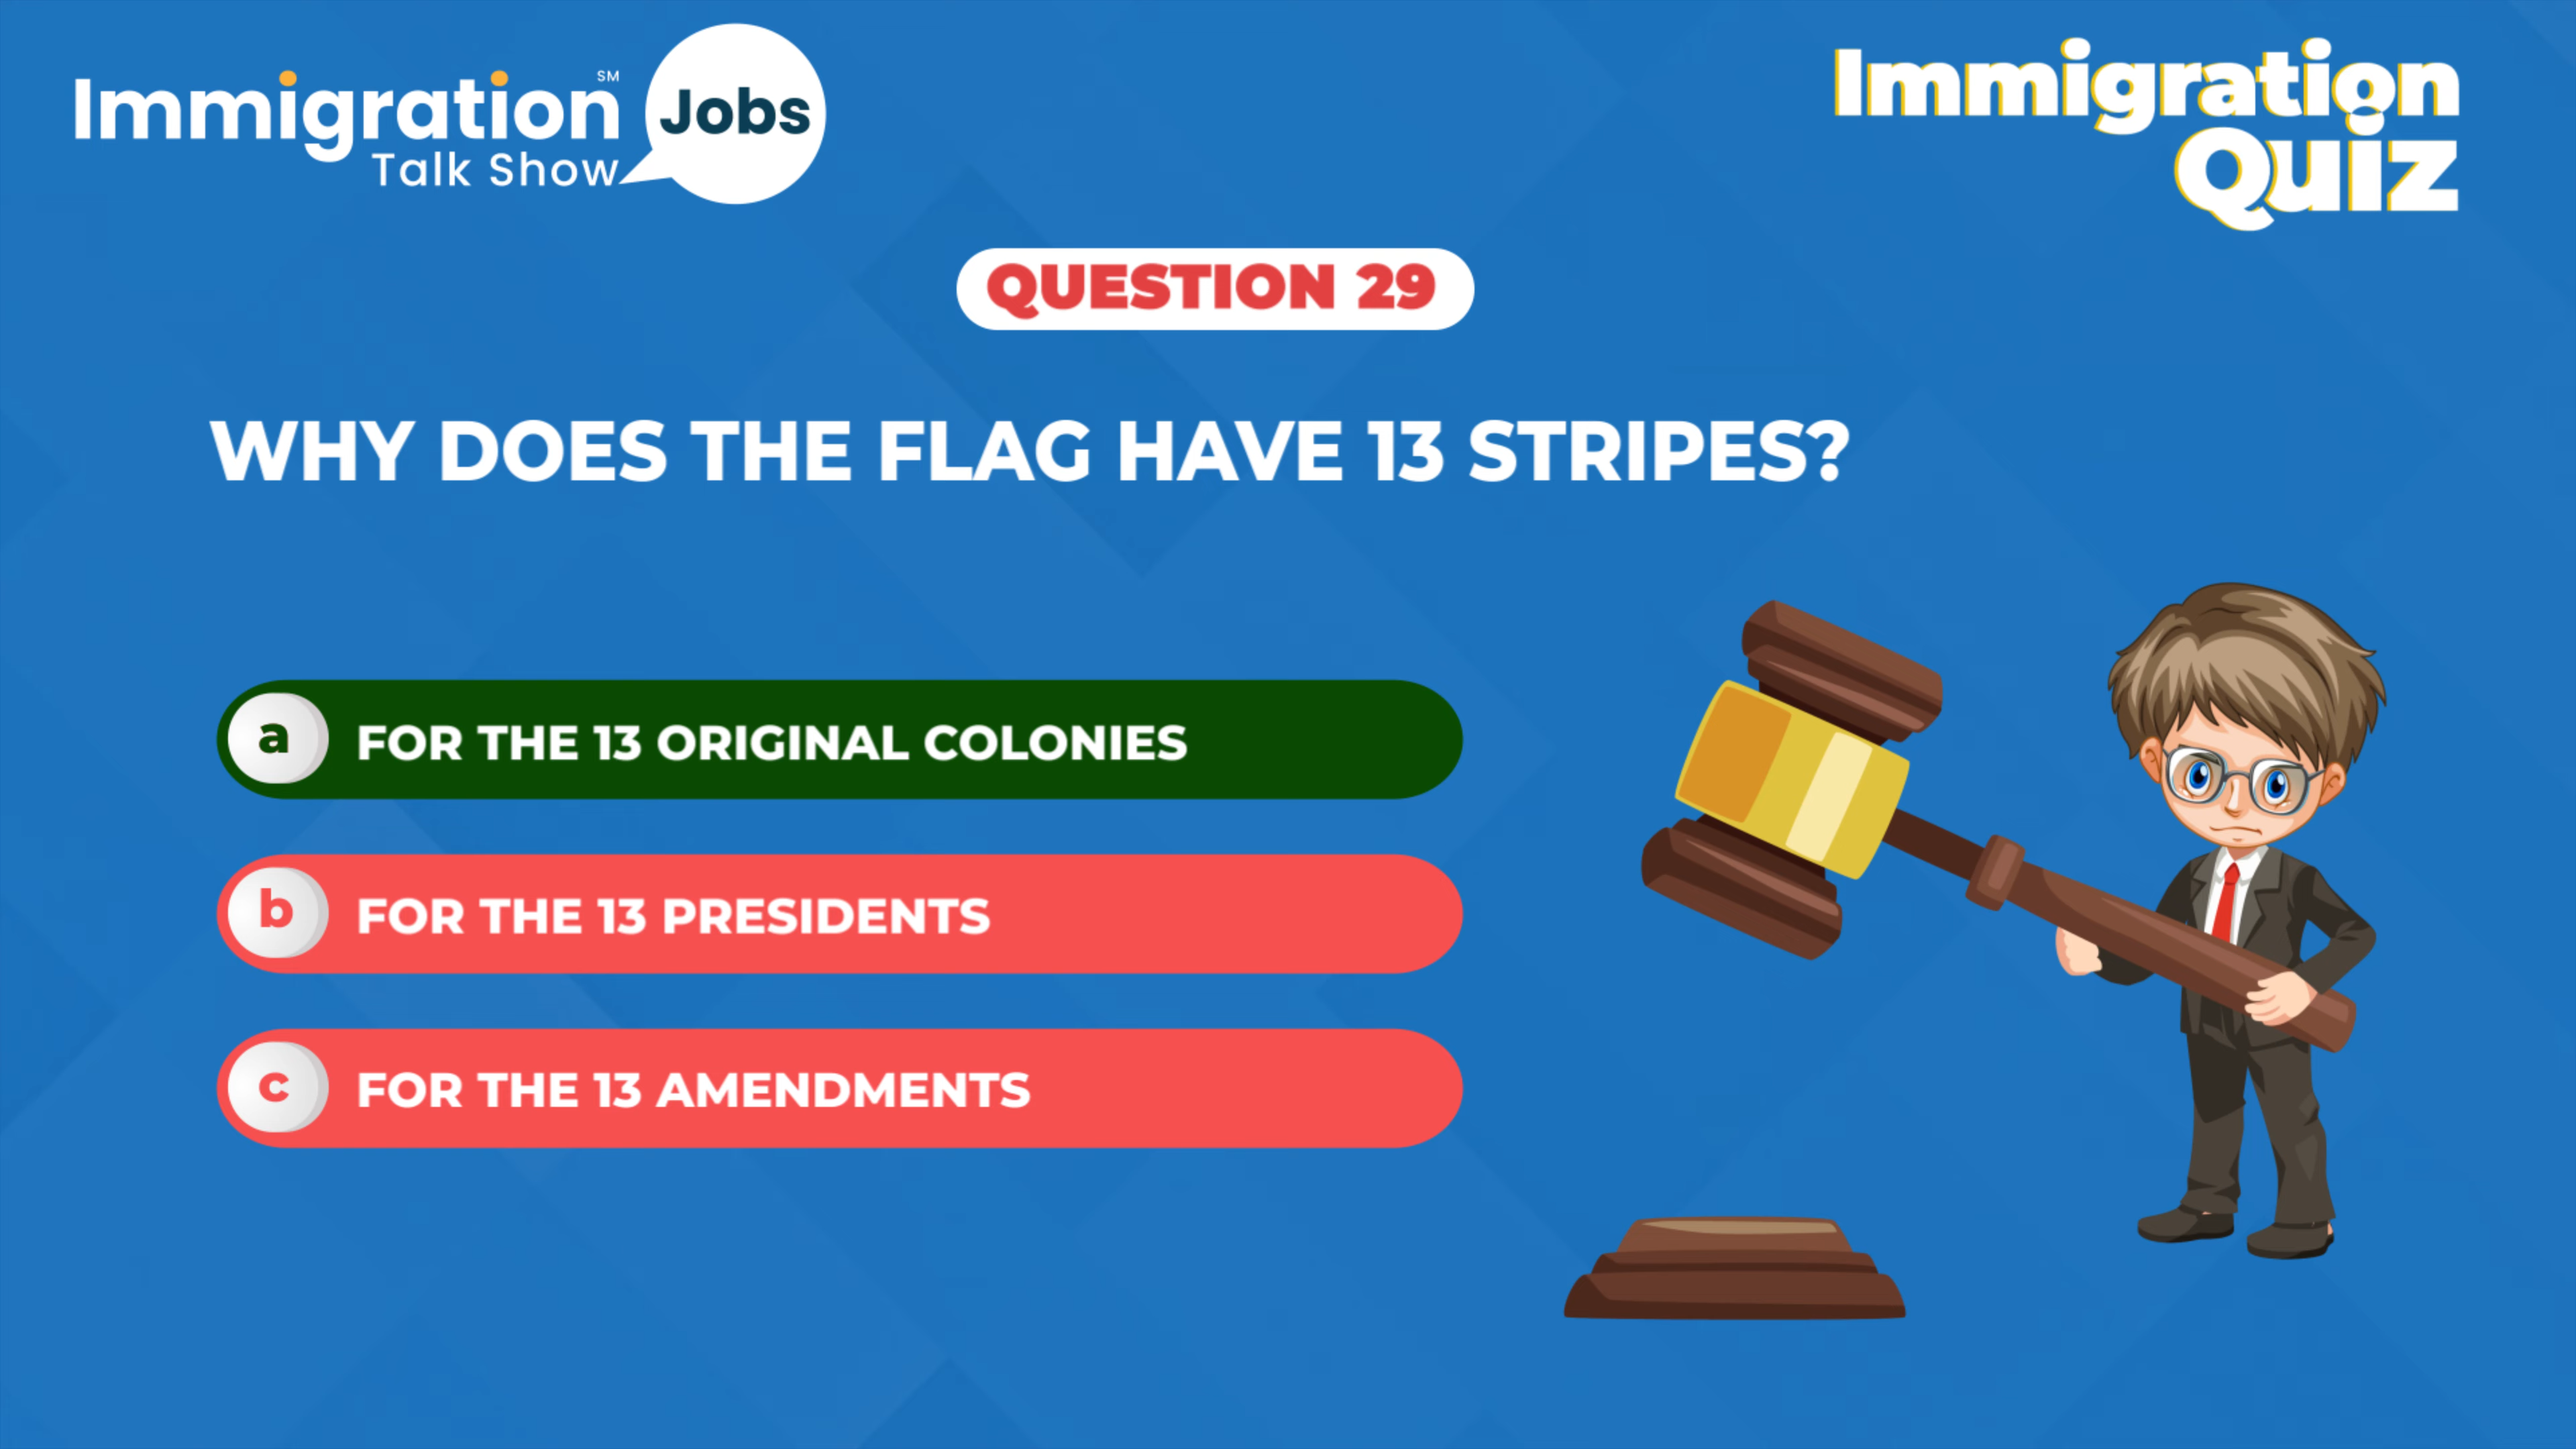 Immigration SM
Talk Show
Jobs
Immigration
Quiz
QUESTION 29
WHY DOES THE FLAG HAVE 13 STRIPES?
a FOR THE 13 ORIGINAL COLONIES
b FOR THE 13 PRESIDENTS
c FOR THE 13 AMENDMENTS